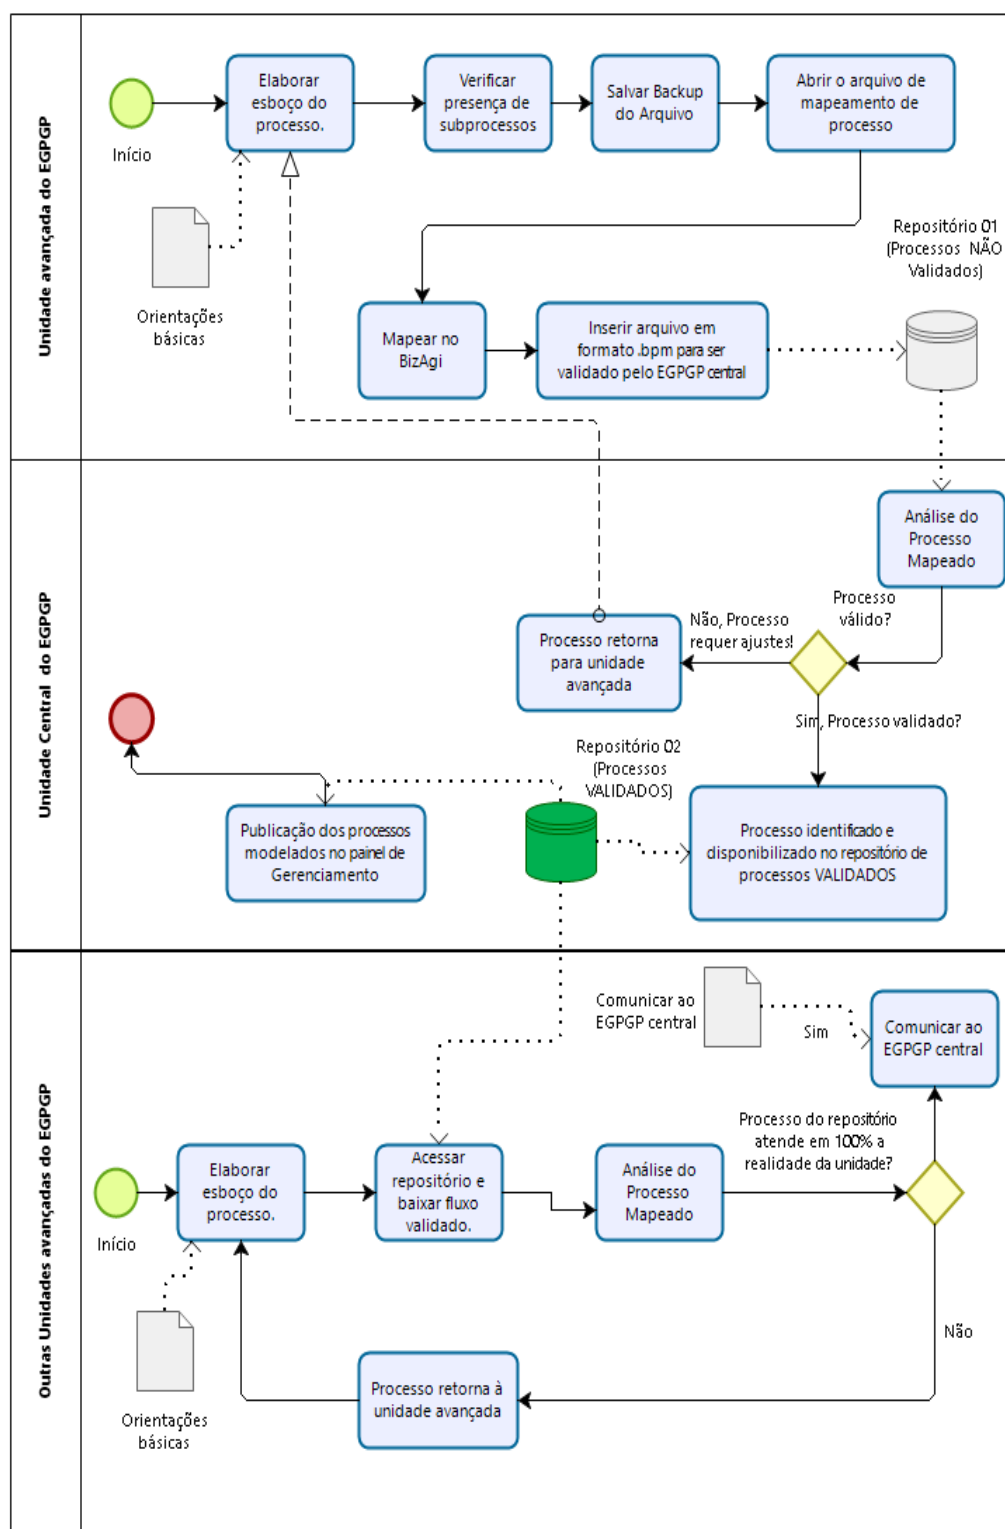 Unidade avançada do EGPGP
Elaborar
esboço do
processo.
Verificar
presença de
subprocessos
Salvar Backup
do Arquivo
Abrir o arquivo de
mapeamento de
processo
Início
Orientações
básicas
Repositório 01
(Processos NÃO
Validados)
Mapear no
BizAgi
Inserir arquivo em
formato .bpm para ser
validado pelo EGPGP central
Unidade Central do EGPGP
Análise do
Processo
Mapeado
Processo
válido?
Não, Processo
requer ajustes!
Processo retorna
para unidade
avançada
Sim, Processo validado?
Repositório 02
(Processos
VALIDADOS)
Publicação dos processos
modelados no painel de
Gerenciamento
Processo identificado e
disponibilizado no repositório de
processos VALIDADOS
Outras Unidades avançadas do EGPGP
Comunicar ao
EGPGP central
Sim
Comunicar ao
EGPGP central
Processo do repositório
atende em 100% a
realidade da unidade?
Elaborar
esboço do
processo.
Acessar
repositório e
baixar fluxo
validado.
Análise do
Processo
Mapeado
Início
Não
Processo retorna à
unidade avançada
Orientações
básicas